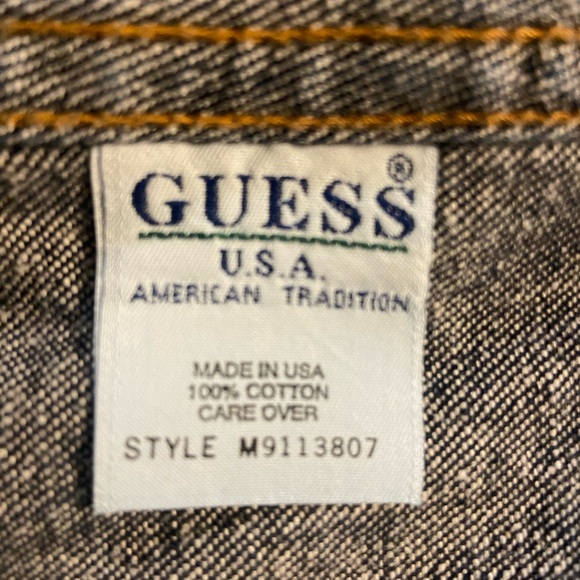 GUESS®
U.S.A.
AMERICAN TRADITION
MADE IN USA
100% COTTON
CARE OVER
STYLE M9113807